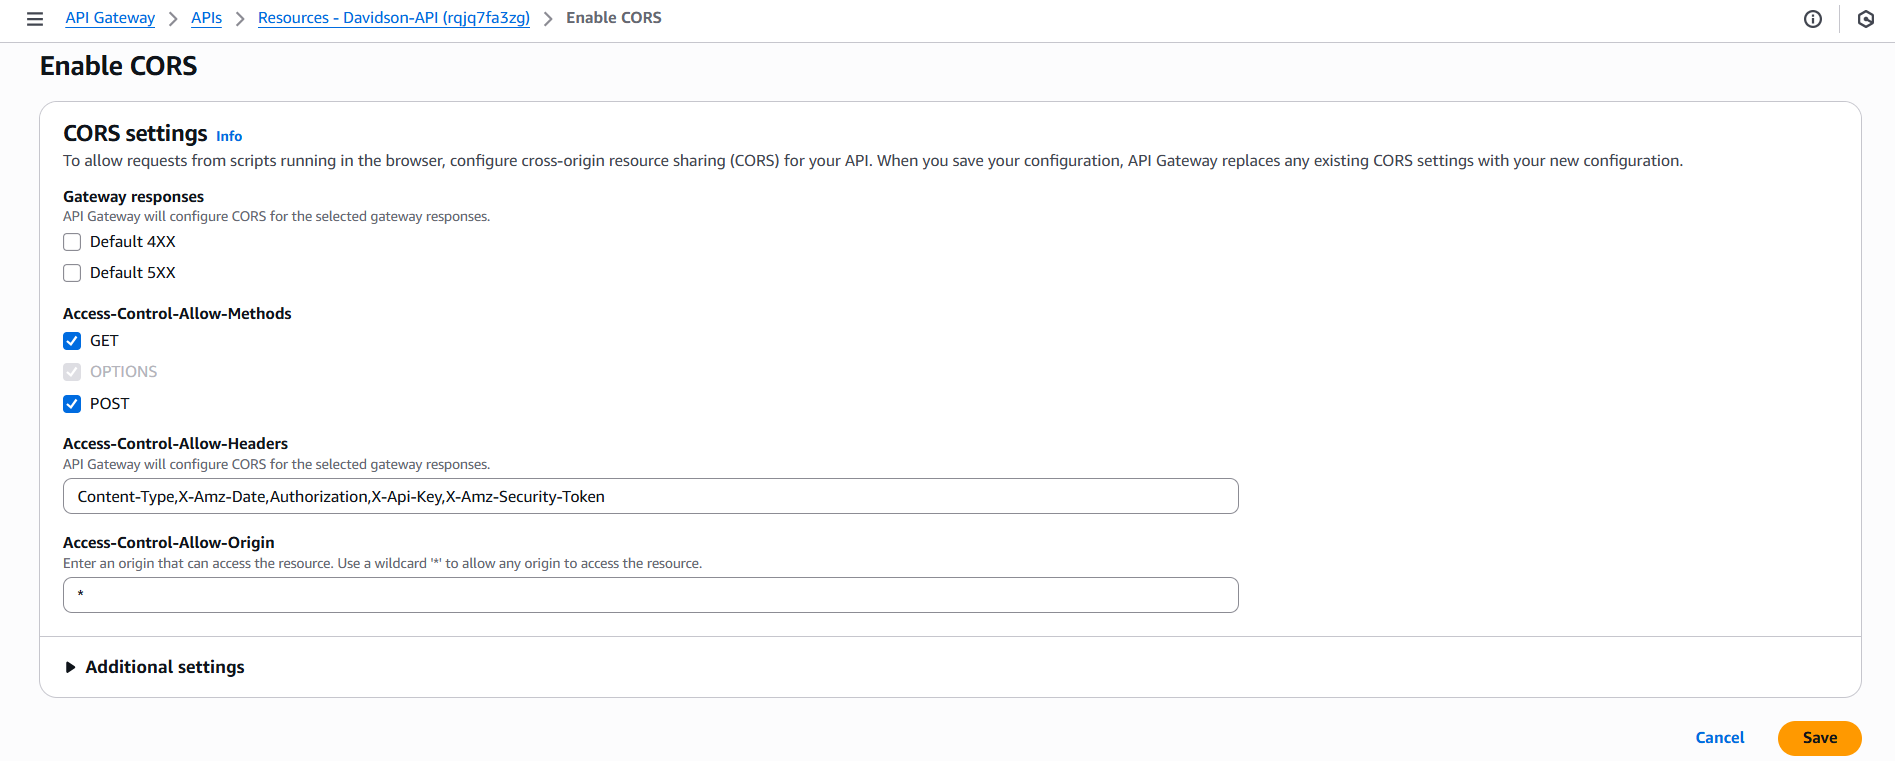 API Gateway > APIs > Resources - Davidson-API (rqjq7fa3zg) > Enable CORS
Enable CORS
CORS settings Info
To allow requests from scripts running in the browser, configure cross-origin resource sharing (CORS) for your API. When you save your configuration, API Gateway replaces any existing CORS settings with your new configuration.
Gateway responses
API Gateway will configure CORS for the selected gateway responses.
Default 4XX
Default 5XX
Access-Control-Allow-Methods
GET
OPTIONS
POST
Access-Control-Allow-Headers
API Gateway will configure CORS for the selected gateway responses.
Content-Type,X-Amz-Date,Authorization,X-Api-Key,X-Amz-Security-Token
Access-Control-Allow-Origin
Enter an origin that can access the resource. Use a wildcard '*' to allow any origin to access the resource.
*
Additional settings
Cancel Save